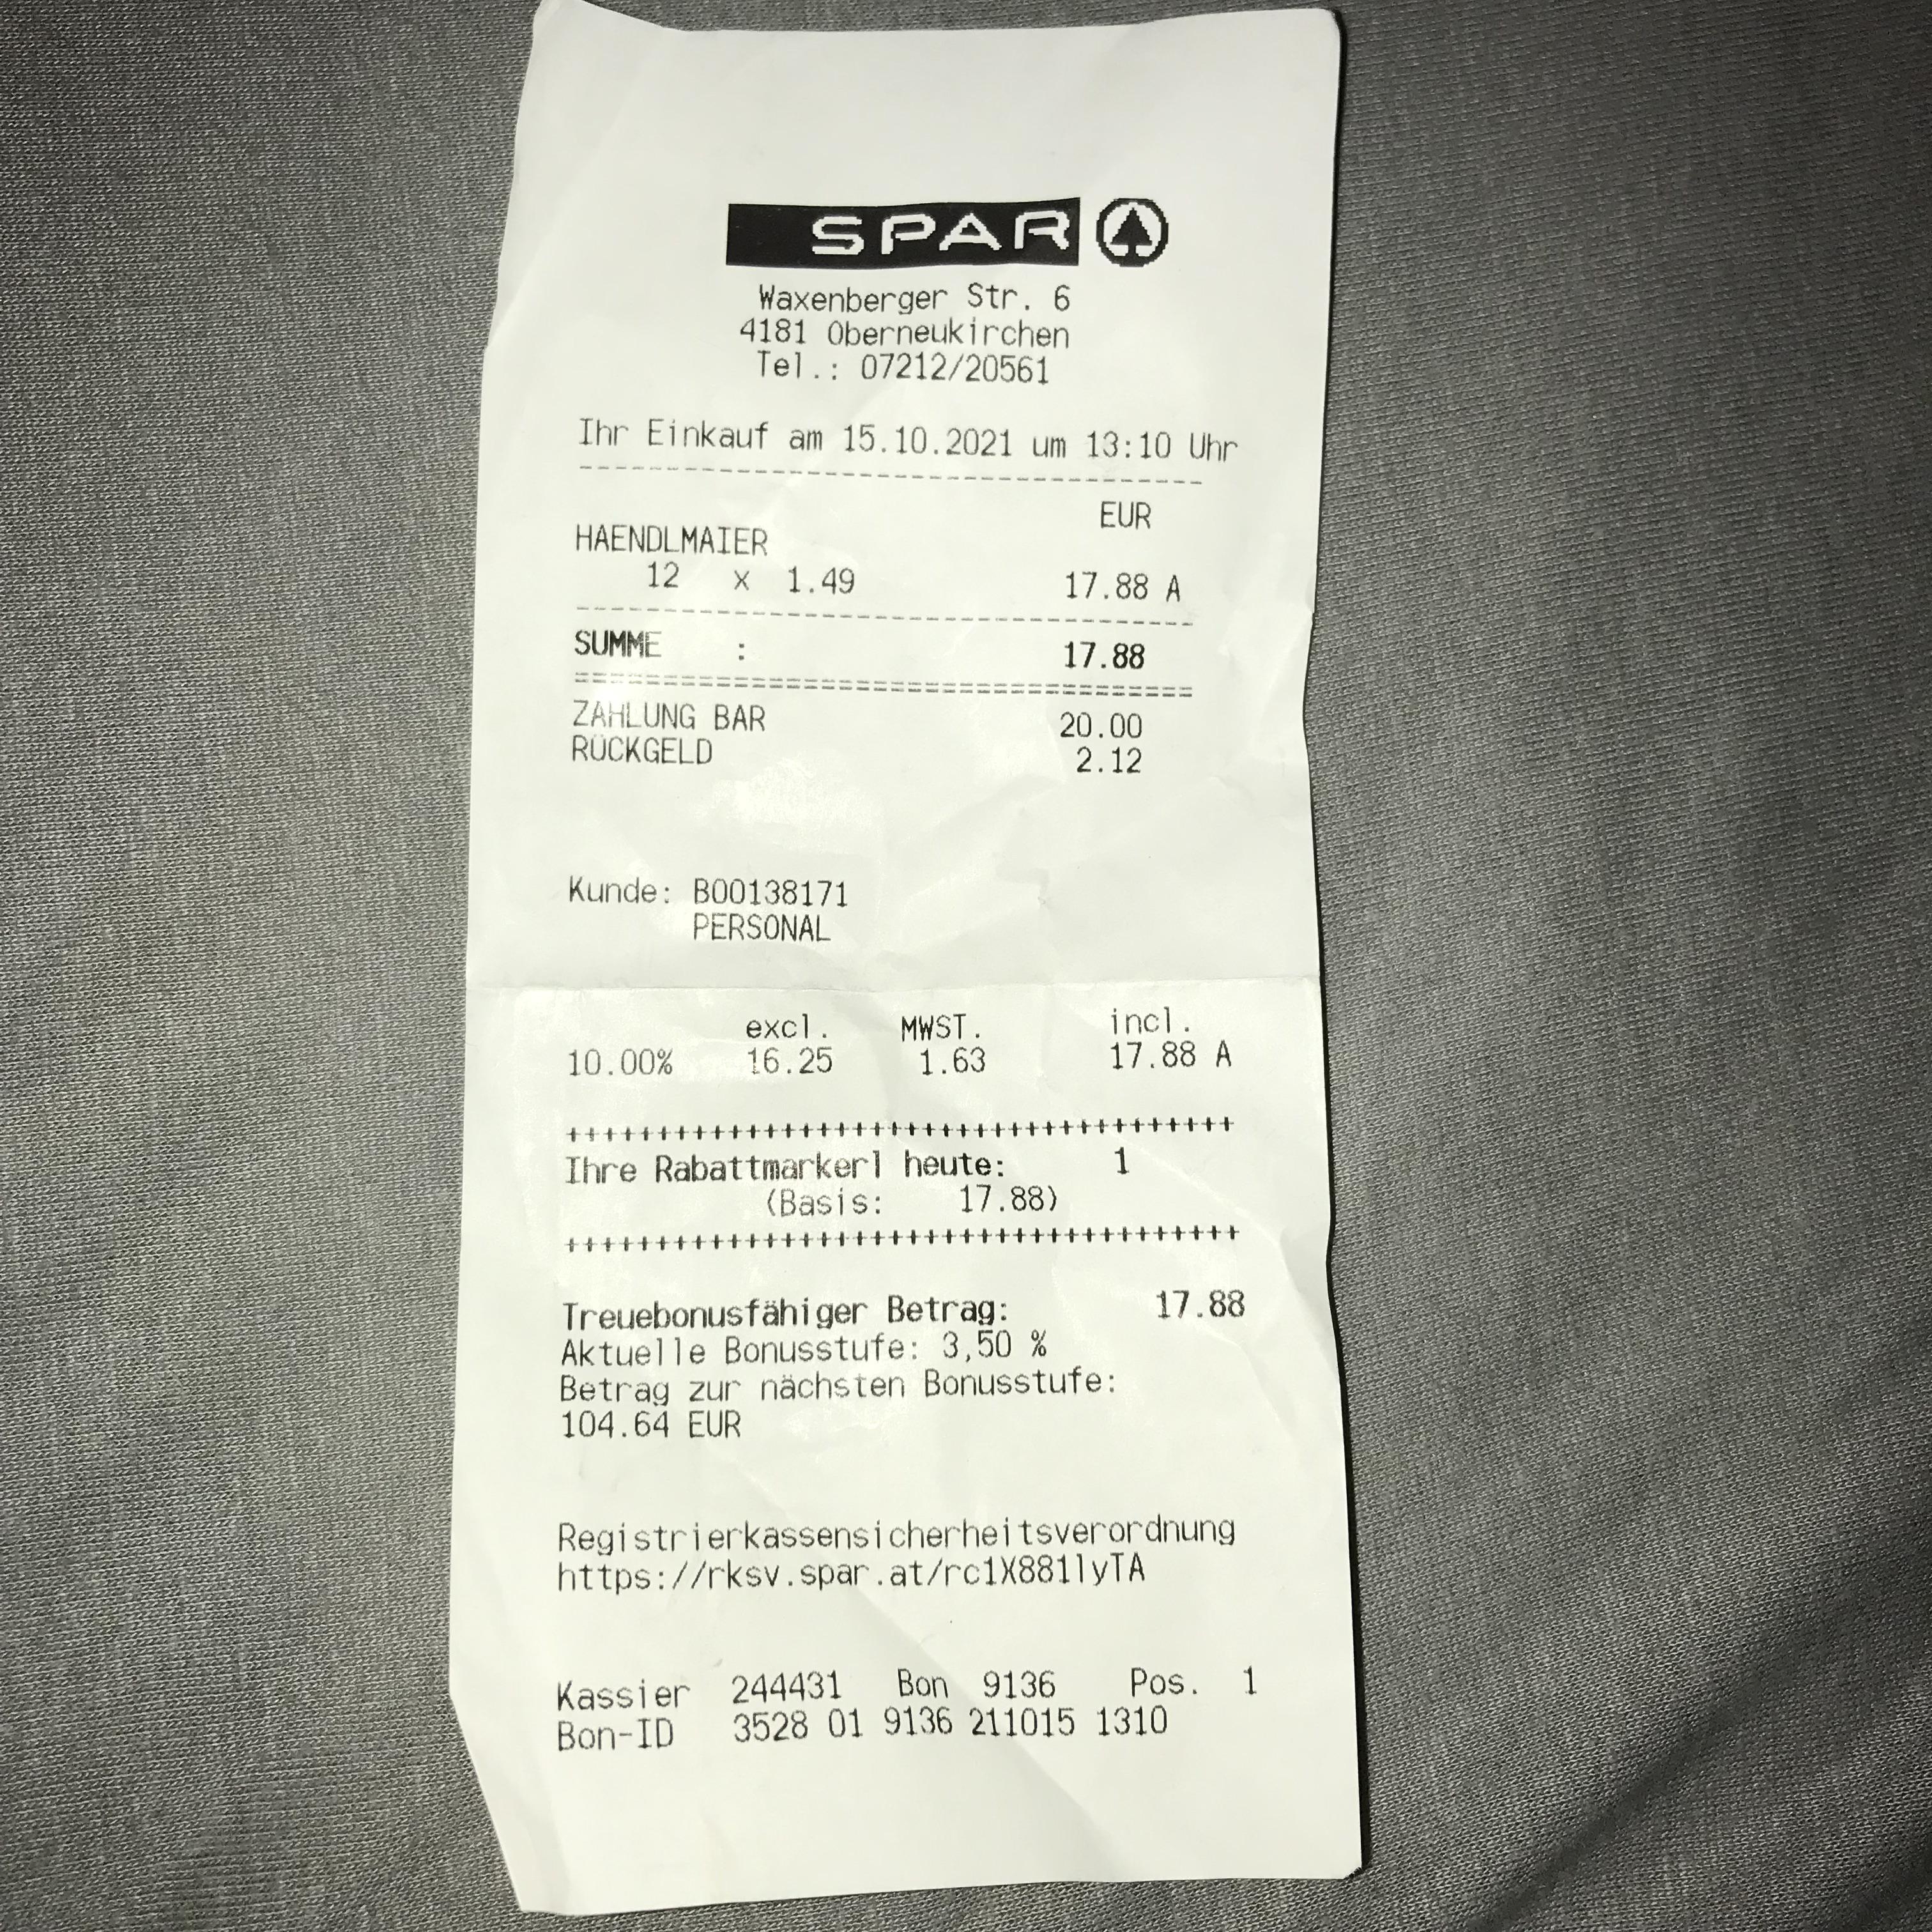 SPAR
Waxenberger Str. 6
4181 Oberneukirchen
Tel.: 07212/20561
Ihr Einkauf am 15.10.2021 um 13:10 Uhr
EUR
HAENDLMAIER
12 x 1.49 17.88 A
SUMME : 17.88
ZAHLUNG BAR 20.00
RÜCKGELD 2.12
Kunde: B00138171
PERSONAL
excl. MWST. incl.
10.00% 16.25 1.63 17.88 A
++++++++++++++++++++++++++++++++++++++
Ihre Rabattmarkerl heute: 1
(Basis: 17.88)
++++++++++++++++++++++++++++++++++++++
Treuebonusfähiger Betrag: 17.88
Aktuelle Bonusstufe: 3,50 %
Betrag zur nächsten Bonusstufe:
104.64 EUR
Registrierkassensicherheitsverordnung
https://rksv.spar.at/rc1X881lyTA
Kassier 244431 Bon 9136 Pos. 1
Bon-ID 3528 01 9136 211015 1310